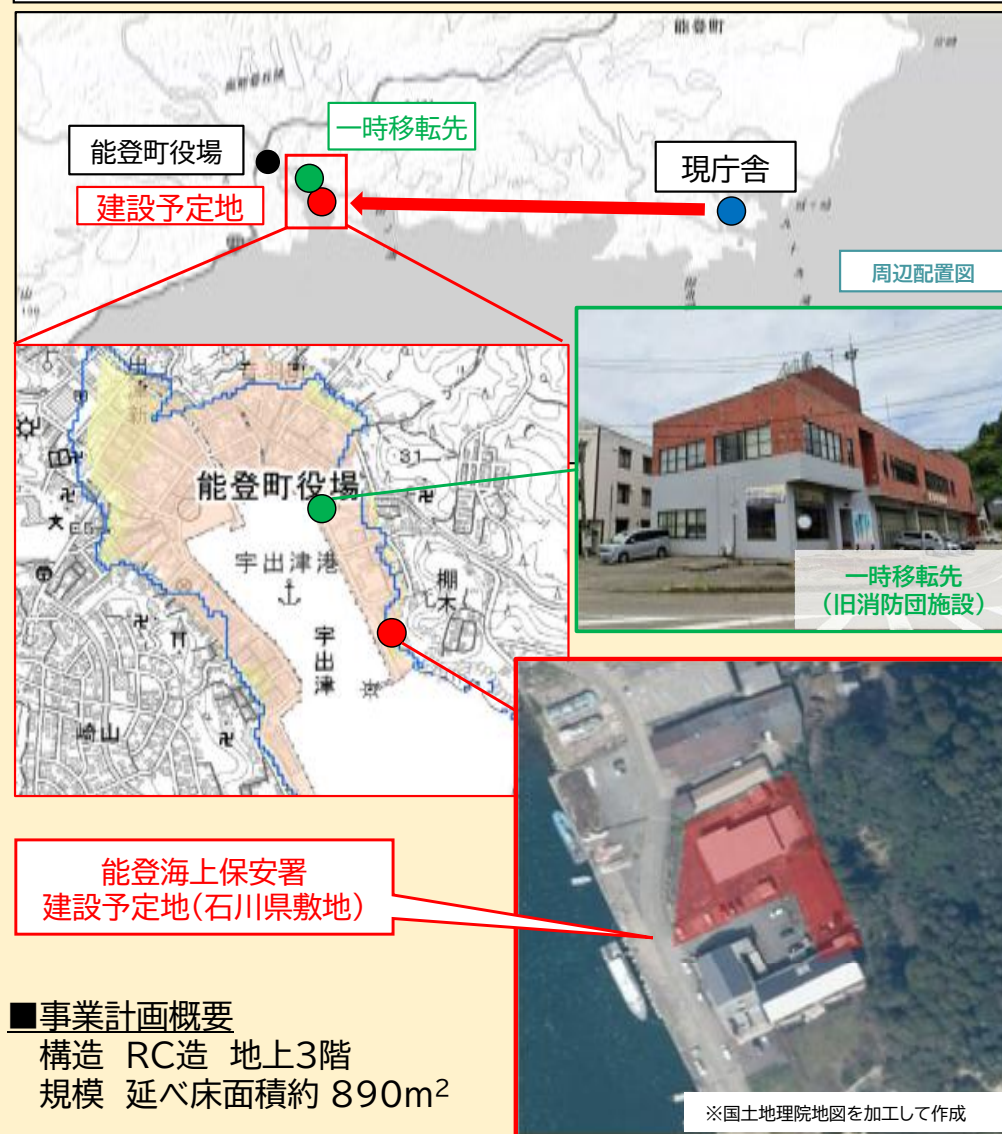 能登町
一時移転先
能登町役場
現庁舎
建設予定地
周辺配置図
能登町役場
31
宇出津港
棚木
宇出津
崎山
一時移転先
(旧消防団施設)
能登海上保安署
建設予定地(石川県敷地)
■事業計画概要
構造 RC造 地上3階
規模 延べ床面積約 890m²
※国土地理院地図を加工して作成